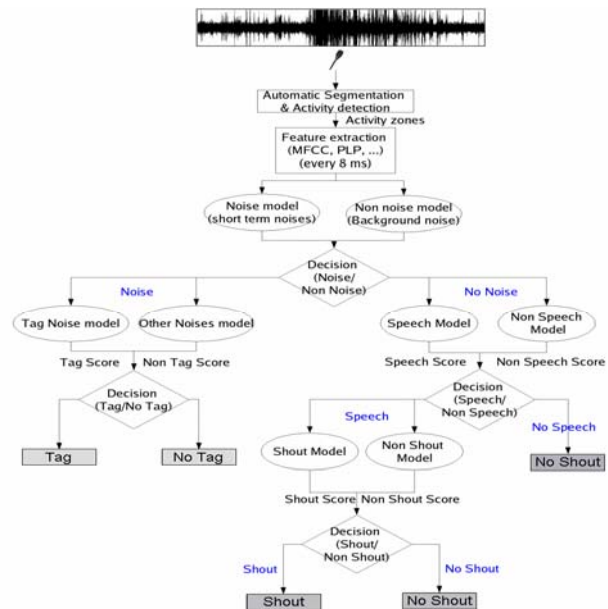 Automatic Segmentation
& Activity detection
Activity zones
Feature extraction
(MFCC, PLP, ...)
(every 8 ms)
Noise model
(short term noises)
Non noise model
(Background noise)
Decision
(Noise/
Non Noise)
Noise
No Noise
Tag Noise model
Other Noises model
Speech Model
Non Speech
Model
Tag Score
Non Tag Score
Speech Score
Non Speech Score
Decision
(Tag/No Tag)
Decision
(Speech/
Non Speech)
Speech
No Speech
Tag
No Tag
Shout Model
Non Shout
Model
No Shout
Shout Score
Non Shout Score
Decision
(Shout/
Non Shout)
Shout
No Shout
Shout
No Shout